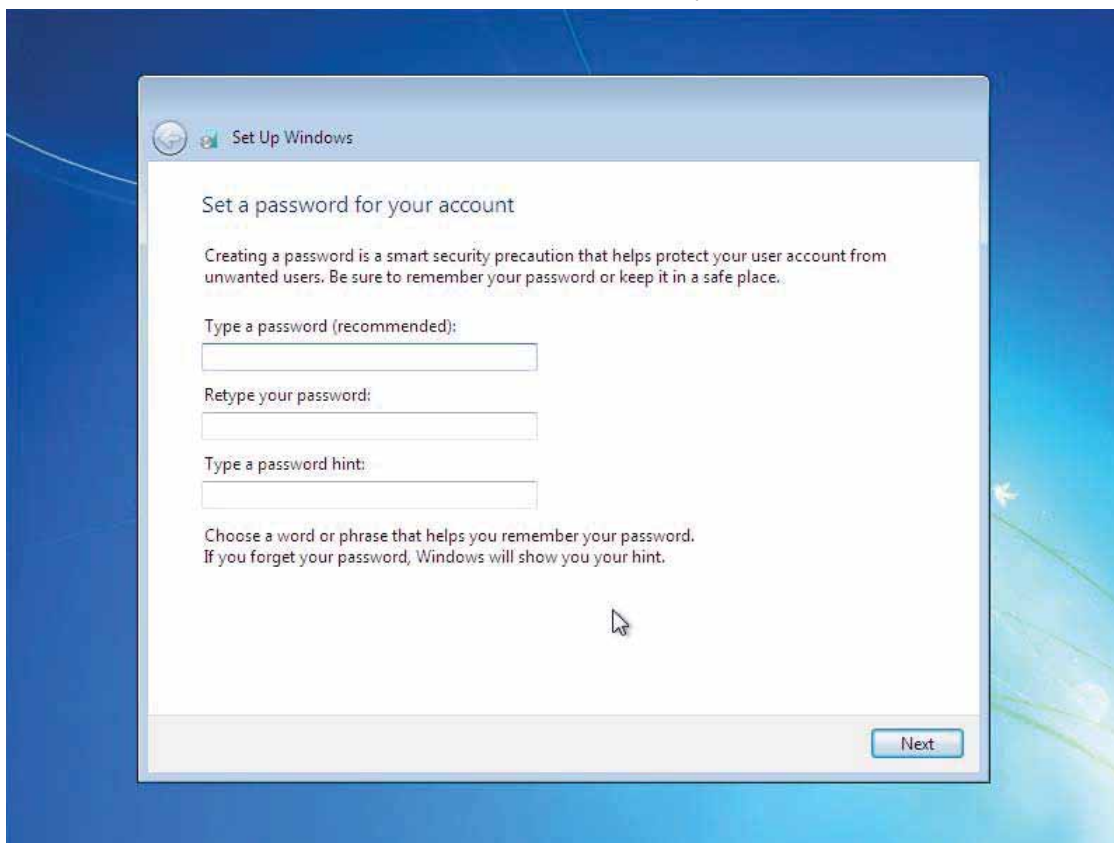 Set Up Windows
Set a password for your account
Creating a password is a smart security precaution that helps protect your user account from
unwanted users. Be sure to remember your password or keep it in a safe place.
Type a password (recommended):
Retype your password:
Type a password hint:
Choose a word or phrase that helps you remember your password.
If you forget your password, Windows will show you your hint.
Next